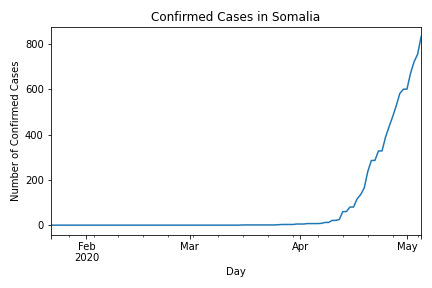 Confirmed Cases in Somalia
Number of Confirmed Cases
800
600
400
200
0
Feb Mar Apr May
2020
Day